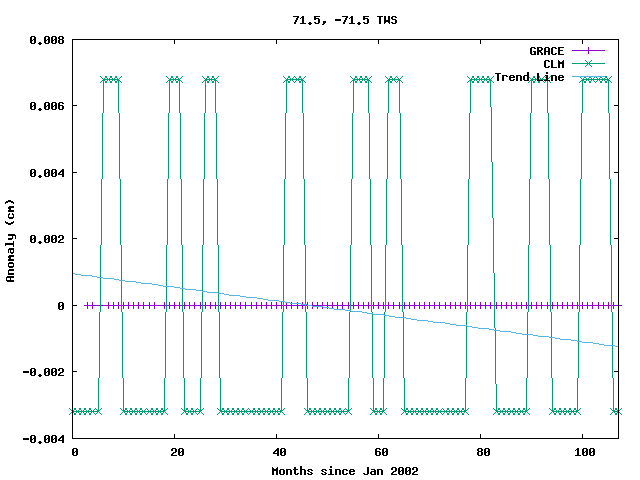 71.5, -71.5 TWS
GRACE
CLM
Trend Line
0.008
0.006
0.004
0.002
0
-0.002
-0.004
Anomaly (cm)
0 20 40 60 80 100
Months since Jan 2002